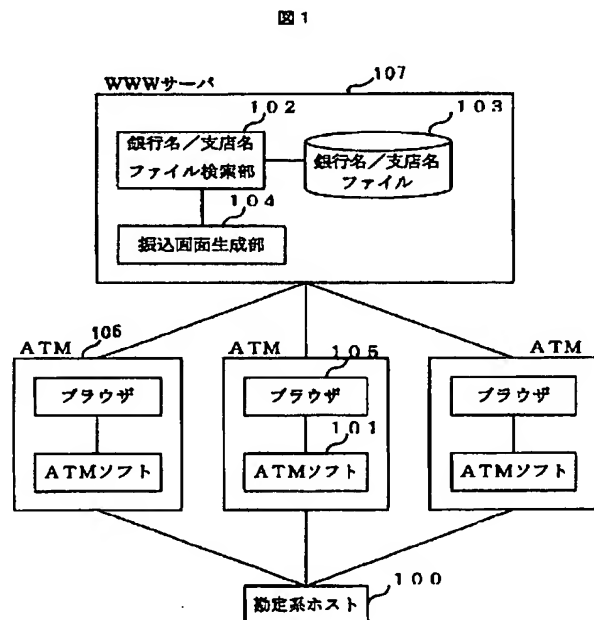 図1
WWWサーバ
107
102
103
銀行名／支店名
ファイル検索部
銀行名／支店名
ファイル
104
振込画面生成部
106
ATM
ATM
ATM
105
ブラウザ
ブラウザ
ブラウザ
101
ATMソフト
ATMソフト
ATMソフト
100
勘定系ホスト